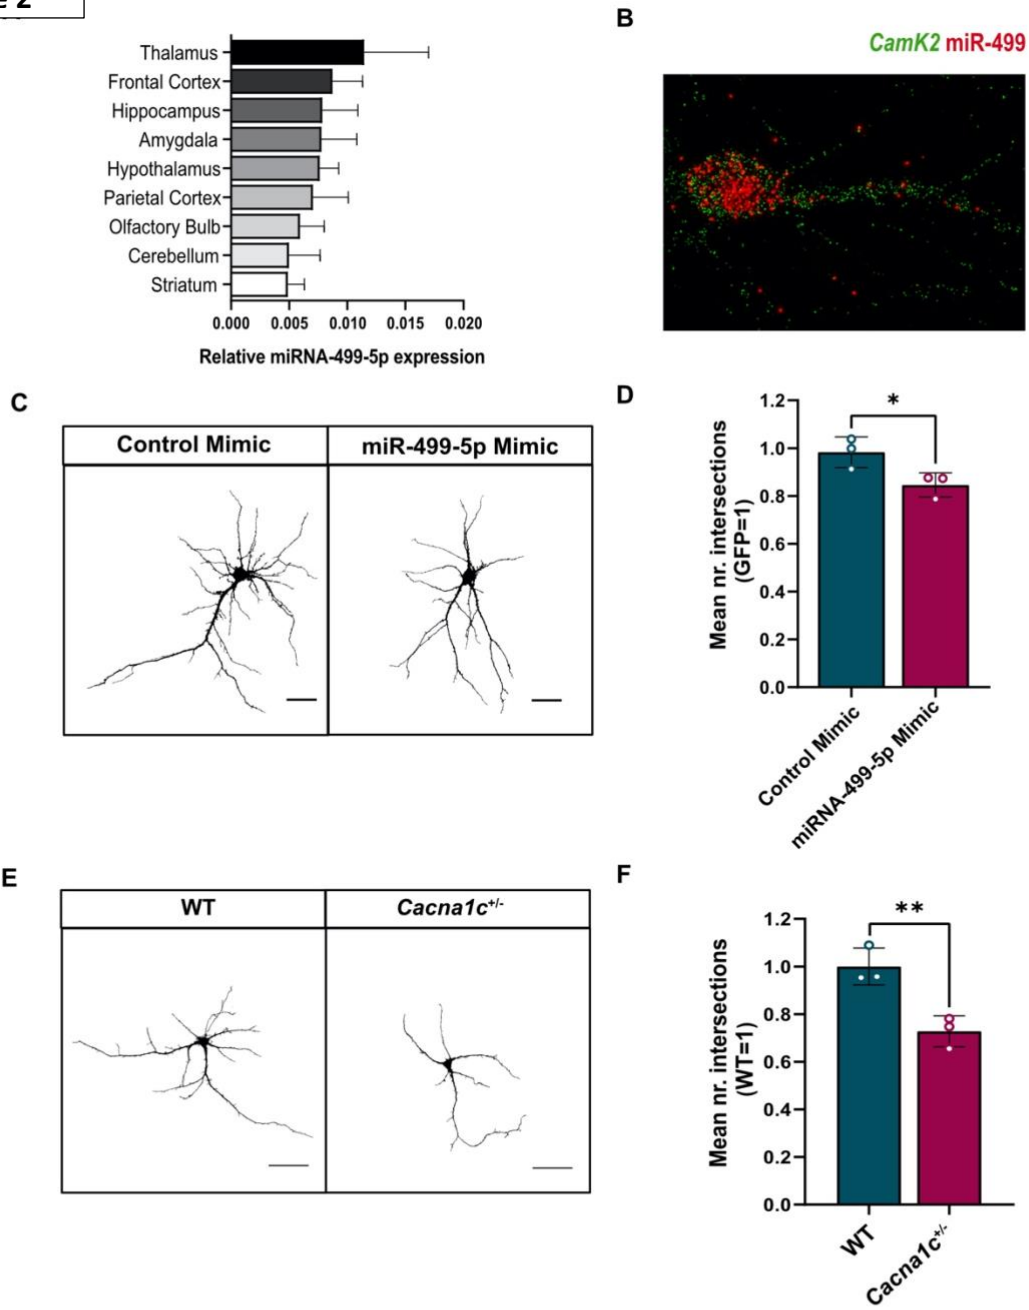 B
CamK2 miR-499
Thalamus
Frontal Cortex
Hippocampus
Amygdala
Hypothalamus
Parietal Cortex
Olfactory Bulb
Cerebellum
Striatum
0.000 0.005 0.010 0.015 0.020
Relative miRNA-499-5p expression
C
Control Mimic miR-499-5p Mimic
D
*
1.2
1.0
0.8
0.6
0.4
0.2
0.0
Mean nr. intersections
(GFP=1)
Control Mimic
miRNA-499-5p Mimic
E
WT Cacna1c+/-
F
**
1.2
1.0
0.8
0.6
0.4
0.2
0.0
Mean nr. intersections
(WT=1)
WT
Cacna1c+/-